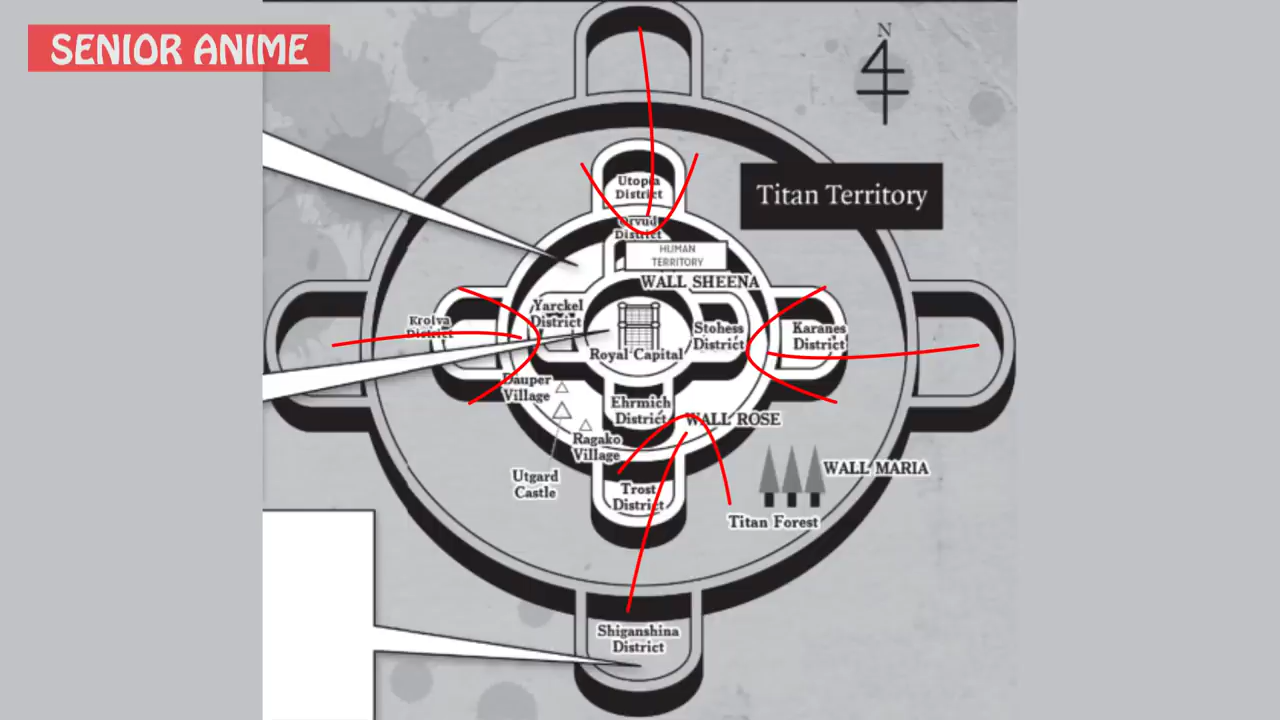 SENIOR ANIME
N
Titan Territory
Utopia
District
Orvud
District
HUMAN
TERRITORY
WALL SHEENA
Yarckel
District
Krolva
District
Stohess
District
Karanes
District
Royal Capital
Dauper
Village
Ehrmich
District
WALL ROSE
Ragako
Village
Utgard
Castle
Trost
District
WALL MARIA
Titan Forest
Shiganshina
District